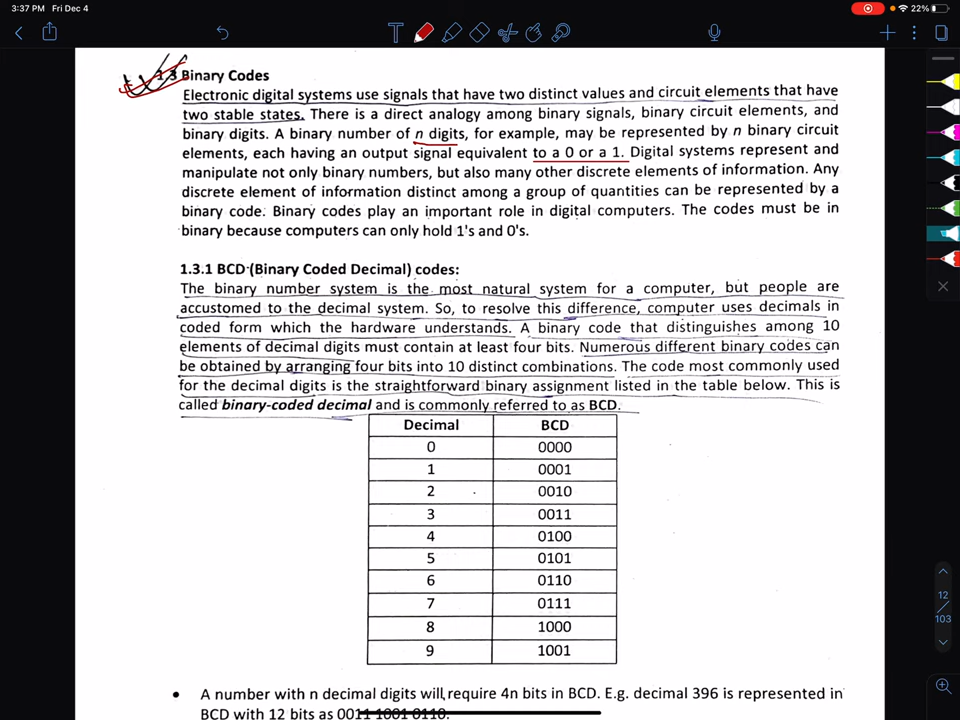 3:37 PM Fri Dec 4
22%
1.3 Binary Codes
Electronic digital systems use signals that have two distinct values and circuit elements that have
two stable states. There is a direct analogy among binary signals, binary circuit elements, and
binary digits. A binary number of n digits, for example, may be represented by n binary circuit
elements, each having an output signal equivalent to a 0 or a 1. Digital systems represent and
manipulate not only binary numbers, but also many other discrete elements of information. Any
discrete element of information distinct among a group of quantities can be represented by a
binary code. Binary codes play an important role in digital computers. The codes must be in
binary because computers can only hold 1's and 0's.
1.3.1 BCD (Binary Coded Decimal) codes:
The binary number system is the most natural system for a computer, but people are
accustomed to the decimal system. So, to resolve this difference, computer uses decimals in
coded form which the hardware understands. A binary code that distinguishes among 10
elements of decimal digits must contain at least four bits. Numerous different binary codes can
be obtained by arranging four bits into 10 distinct combinations. The code most commonly used
for the decimal digits is the straightforward binary assignment listed in the table below. This is
called binary-coded decimal and is commonly referred to as BCD.
Decimal BCD
0 0000
1 0001
2 0010
3 0011
4 0100
5 0101
6 0110
7 0111
8 1000
9 1001
• A number with n decimal digits will require 4n bits in BCD. E.g. decimal 396 is represented in
BCD with 12 bits as 0011 1001 0110.
12
103